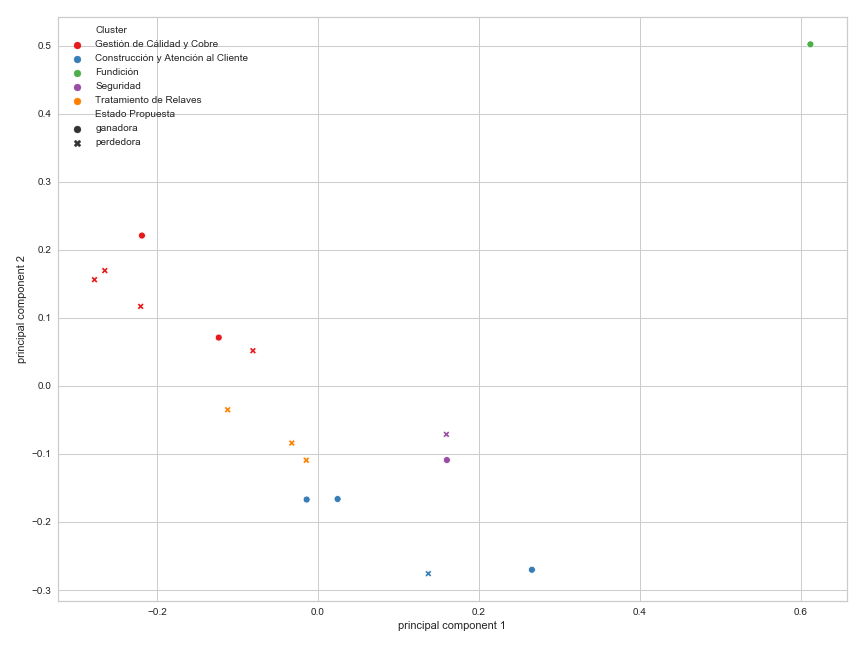 Cluster
Gestión de Cálidad y Cobre
Construcción y Atención al Cliente
Fundición
Seguridad
Tratamiento de Relaves
Estado Propuesta
ganadora
perdedora
principal component 2
0.5
0.4
0.3
0.2
0.1
0.0
−0.1
−0.2
−0.3
−0.2
0.0
0.2
0.4
0.6
principal component 1